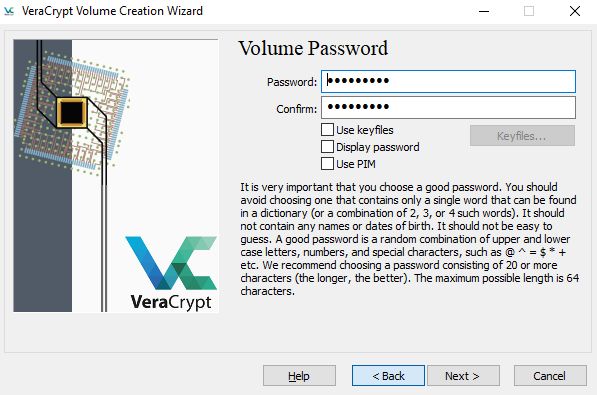 VeraCrypt Volume Creation Wizard
Volume Password
Password: •••••••••
Confirm: •••••••••
Use keyfiles
Keyfiles...
Display password
Use PIM
It is very important that you choose a good password. You should
avoid choosing one that contains only a single word that can be found
in a dictionary (or a combination of 2, 3, or 4 such words). It should
not contain any names or dates of birth. It should not be easy to
guess. A good password is a random combination of upper and lower
case letters, numbers, and special characters, such as @ ^ = $ * +
etc. We recommend choosing a password consisting of 20 or more
characters (the longer, the better). The maximum possible length is 64
characters.
VeraCrypt
Help
< Back
Next >
Cancel